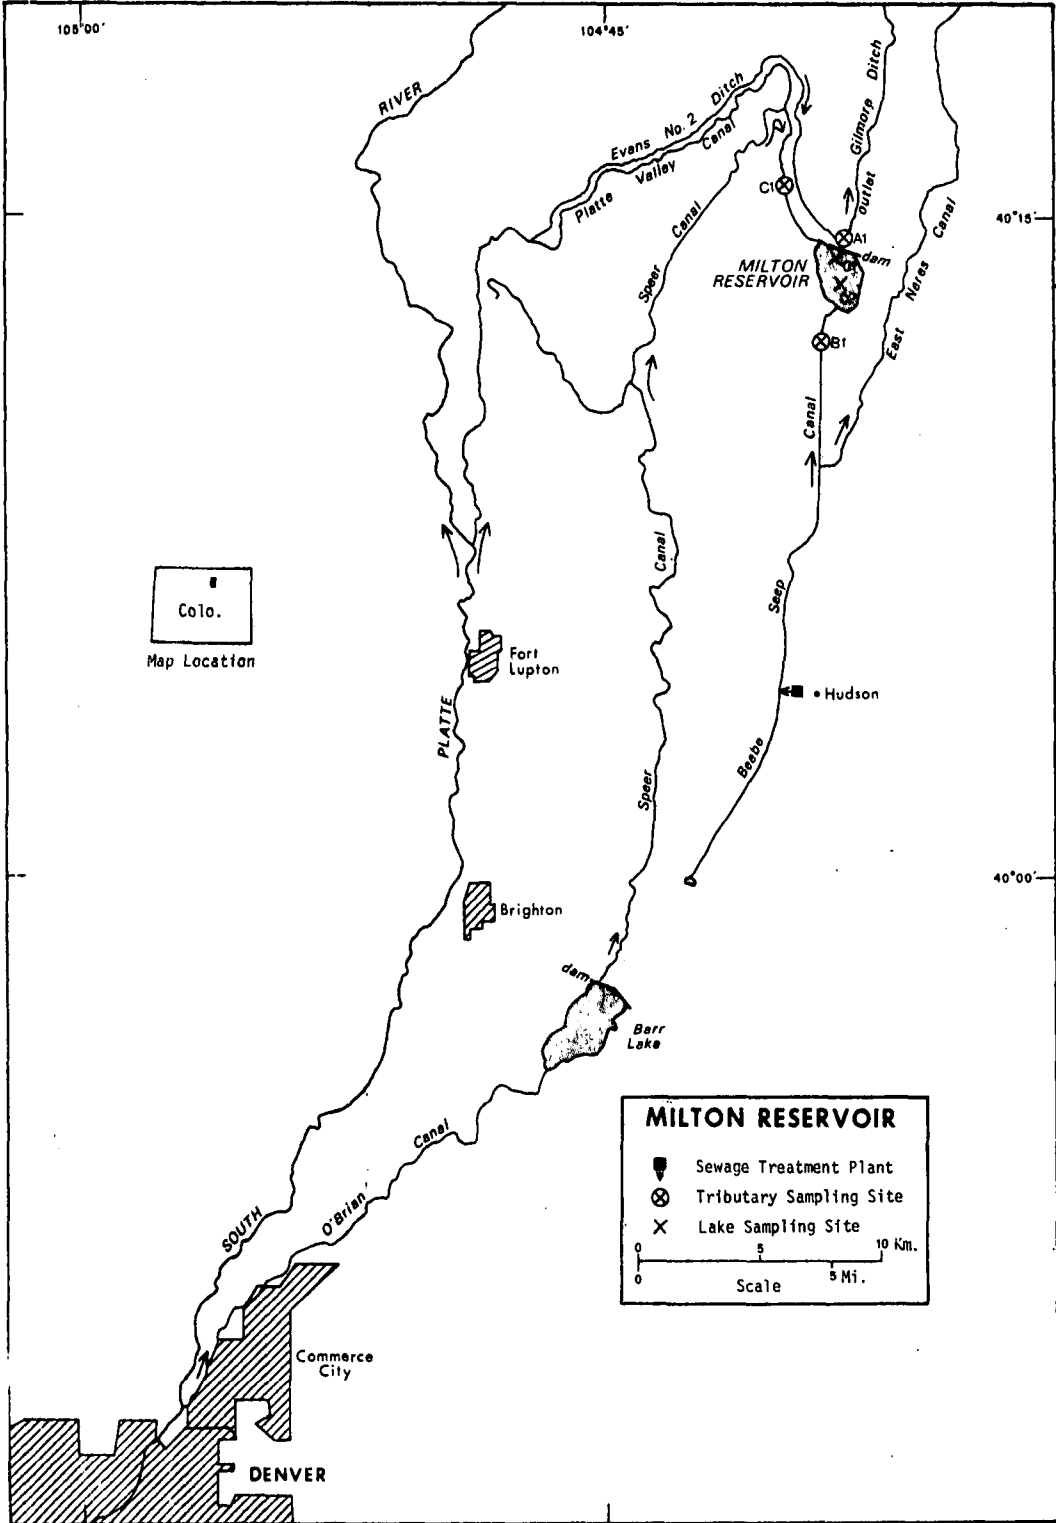 105°00'
104°45'
RIVER
Evans No. 2 Ditch
Platte Valley Canal
Gilmore Ditch
outlet
C1
A1
dam
40°15'
MILTON
RESERVOIR
Speer Canal
East Neres Canal
B1
Canal
Canal
Colo.
Map Location
Fort
Lupton
Seep
PLATTE
Hudson
Beebe
Speer
40°00'
Brighton
dam
Barr
Lake
MILTON RESERVOIR
Sewage Treatment Plant
Tributary Sampling Site
Lake Sampling Site
0 5 10 Km.
0 5 Mi.
Scale
Canal
O'Brian
SOUTH
Commerce
City
DENVER